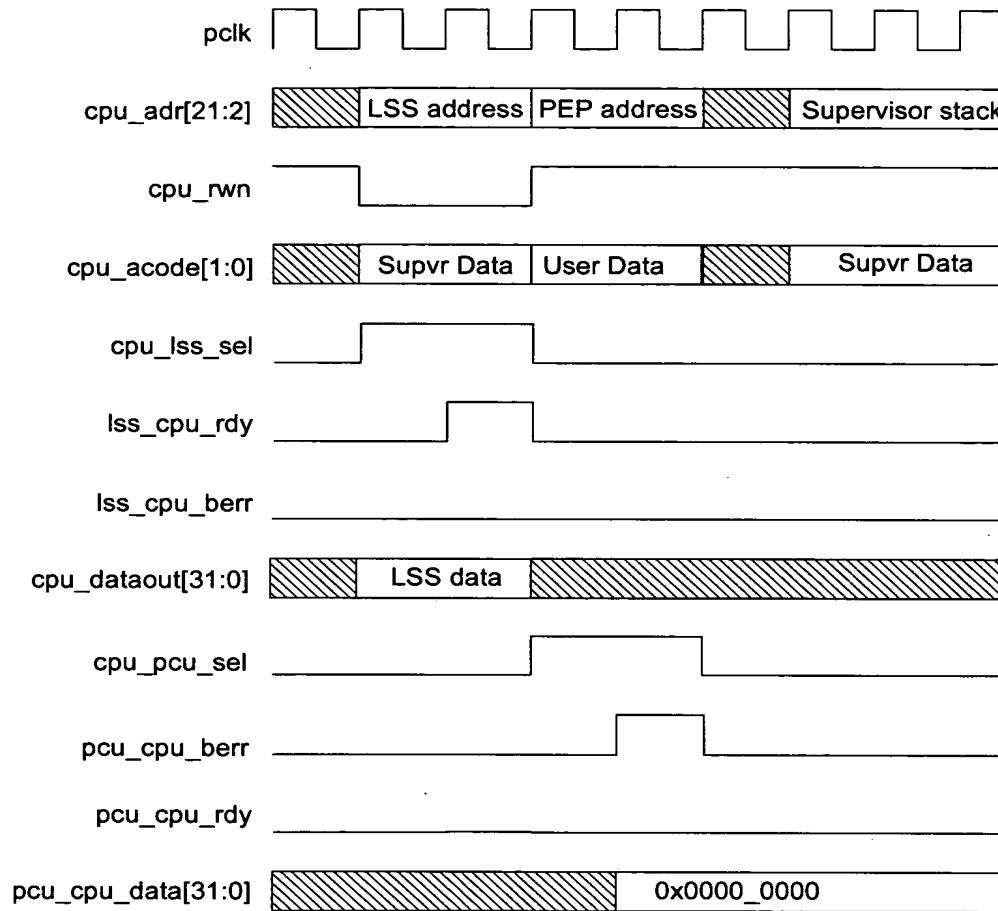 pclk
cpu_adr[21:2] LSS address PEP address Supervisor stack
cpu_rwn
cpu_acode[1:0] Supvr Data User Data Supvr Data
cpu_lss_sel
lss_cpu_rdy
lss_cpu_berr
cpu_dataout[31:0] LSS data
cpu_pcu_sel
pcu_cpu_berr
pcu_cpu_rdy
pcu_cpu_data[31:0] 0x0000_0000